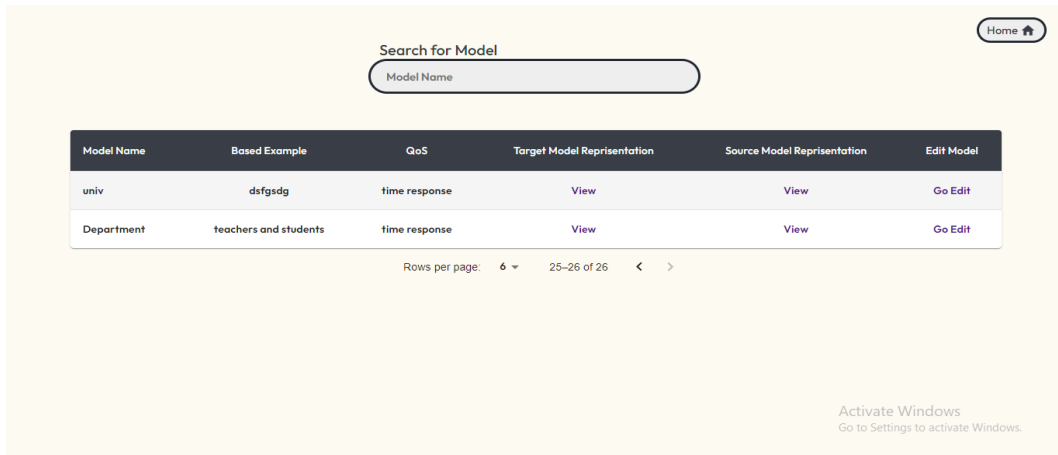 Home
Search for Model
Model Name
Model Name Based Example QoS Target Model Reprisentation Source Model Reprisentation Edit Model
univ dsfgsdg time response View View Go Edit
Department teachers and students time response View View Go Edit
Rows per page: 6 25–26 of 26
Activate Windows
Go to Settings to activate Windows.